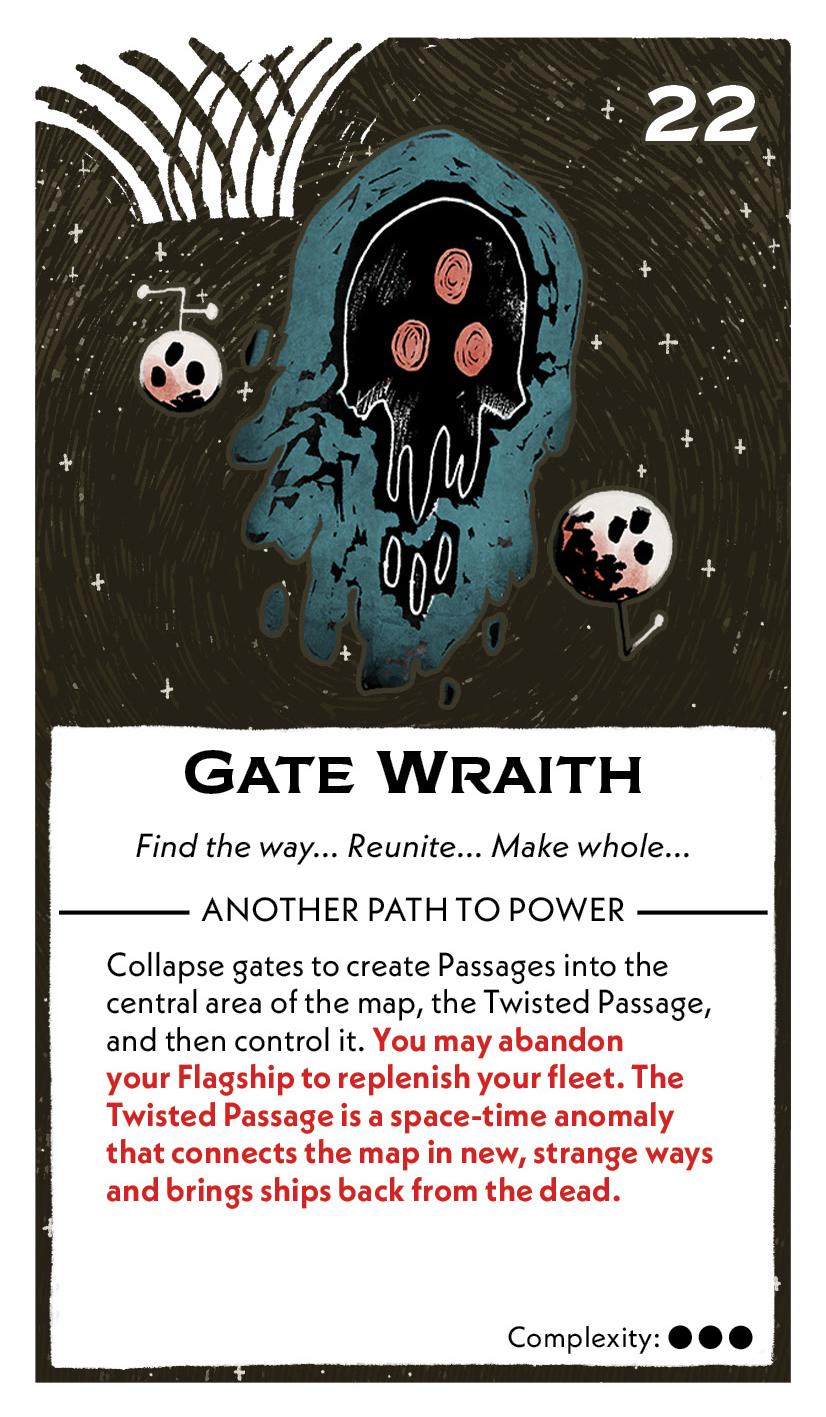 22
GATE WRAITH
Find the way... Reunite... Make whole...
ANOTHER PATH TO POWER
Collapse gates to create Passages into the
central area of the map, the Twisted Passage,
and then control it. You may abandon
your Flagship to replenish your fleet. The
Twisted Passage is a space-time anomaly
that connects the map in new, strange ways
and brings ships back from the dead.
Complexity: ●●●